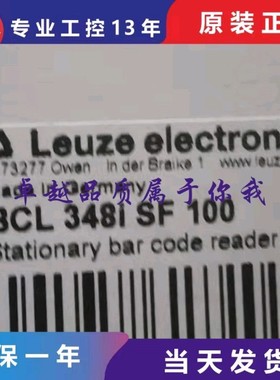 专业工控13年
原装正
Leuze electron
73277 Owen In der Braike 1 www.leuz
卓越品质属于你我
BCL 348i SF 100
Stationary bar code reader
保一年
当天发货